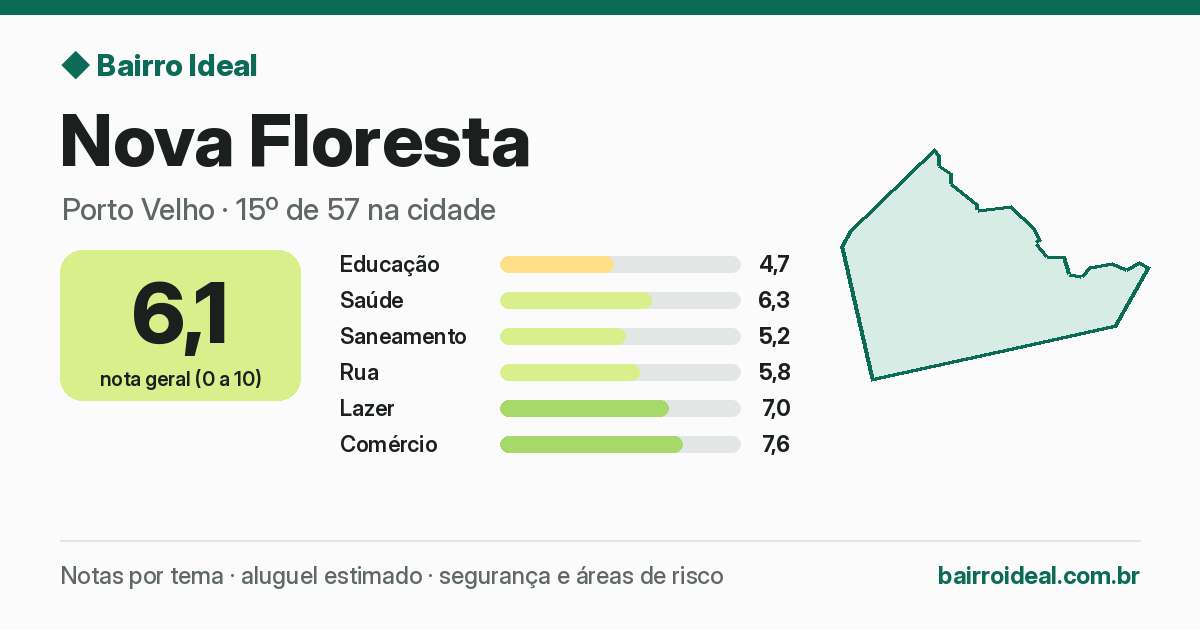 Bairro Ideal
Nova Floresta
Porto Velho · 15º de 57 na cidade
6,1
nota geral (0 a 10)
Educação 4,7
Saúde 6,3
Saneamento 5,2
Rua 5,8
Lazer 7,0
Comércio 7,6
Notas por tema · aluguel estimado · segurança e áreas de risco
bairroideal.com.br